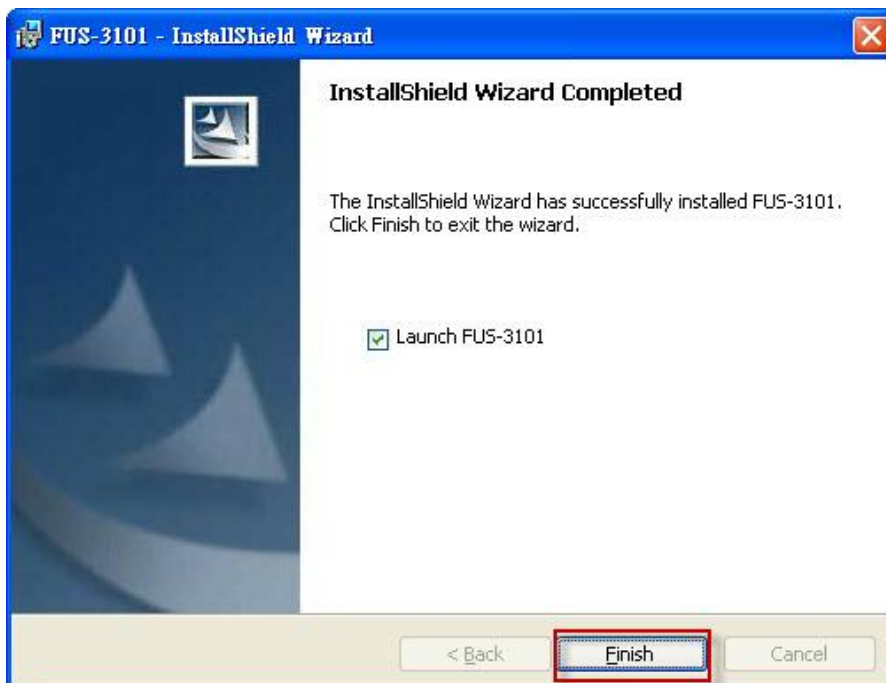 FUS-3101 - InstallShield Wizard
InstallShield Wizard Completed
The InstallShield Wizard has successfully installed FUS-3101.
Click Finish to exit the wizard.
Launch FUS-3101
< Back
Finish
Cancel